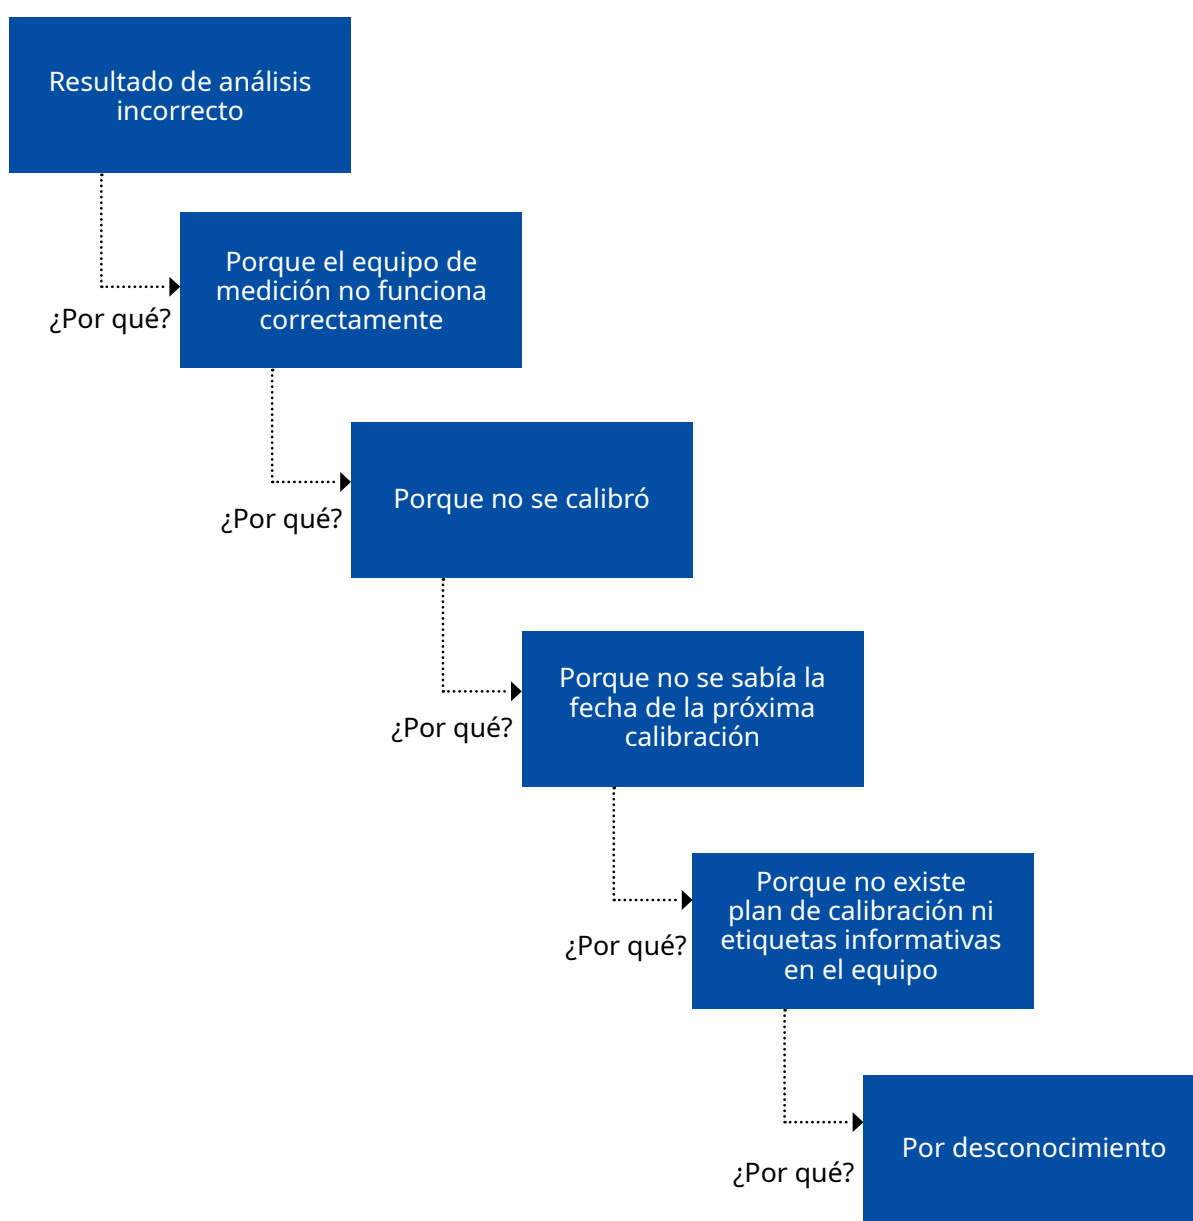 Resultado de análisis
incorrecto
¿Por qué?
Porque el equipo de
medición no funciona
correctamente
¿Por qué?
Porque no se calibró
¿Por qué?
Porque no se sabía la
fecha de la próxima
calibración
¿Por qué?
Porque no existe
plan de calibración ni
etiquetas informativas
en el equipo
¿Por qué?
Por desconocimiento